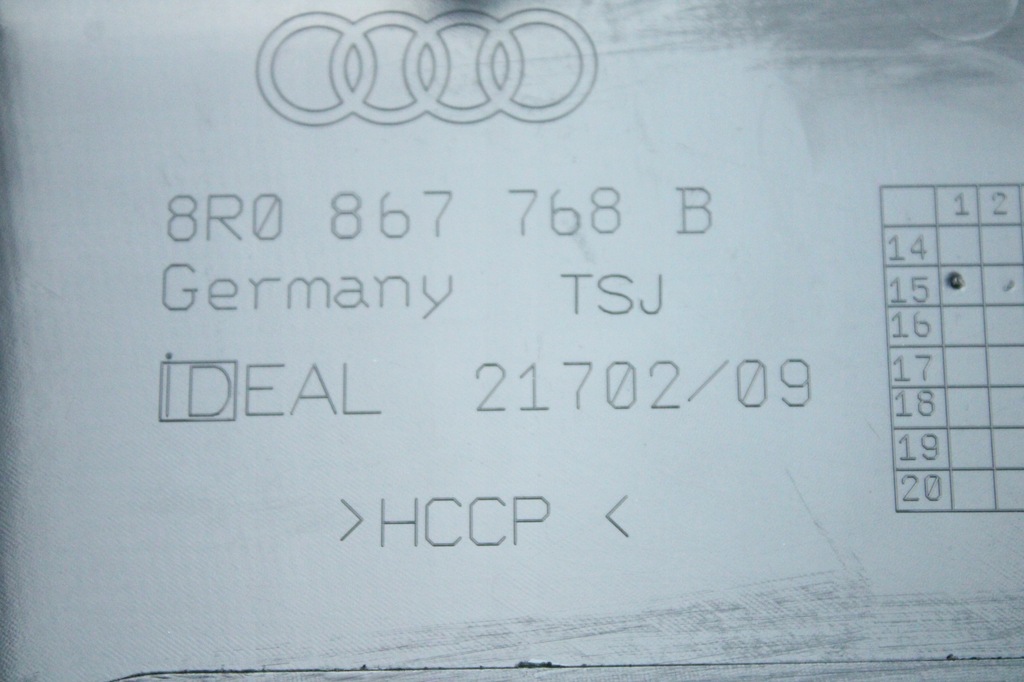 8R0 867 768 B
Germany TSJ
iDEAL 21702/09
>HCCP <
1 2
14
15
16
17
18
19
20